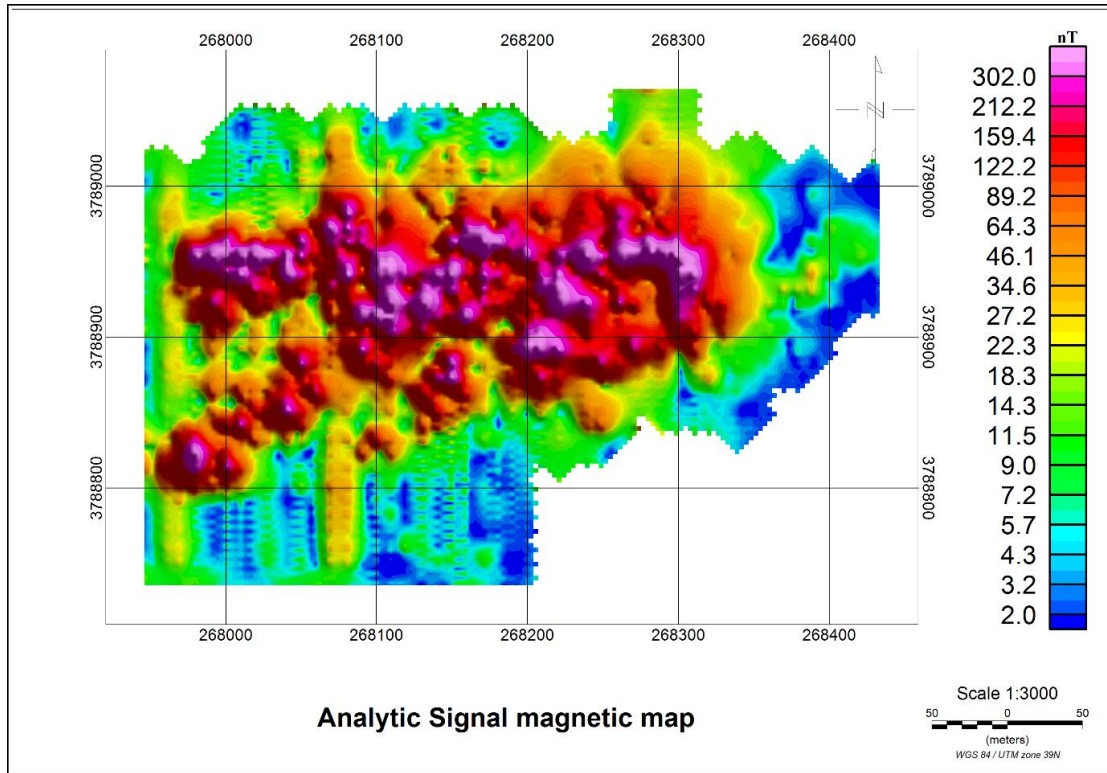 268000 268100 268200 268300 268400
nT
302.0
212.2
159.4
122.2
89.2
64.3
46.1
34.6
27.2
22.3
18.3
14.3
11.5
9.0
7.2
5.7
4.3
3.2
2.0
N
3789000 3789000
3788900 3788900
3788800 3788800
268000 268100 268200 268300 268400
Analytic Signal magnetic map
Scale 1:3000
50 0 50
(meters)
WGS 84 / UTM zone 39N